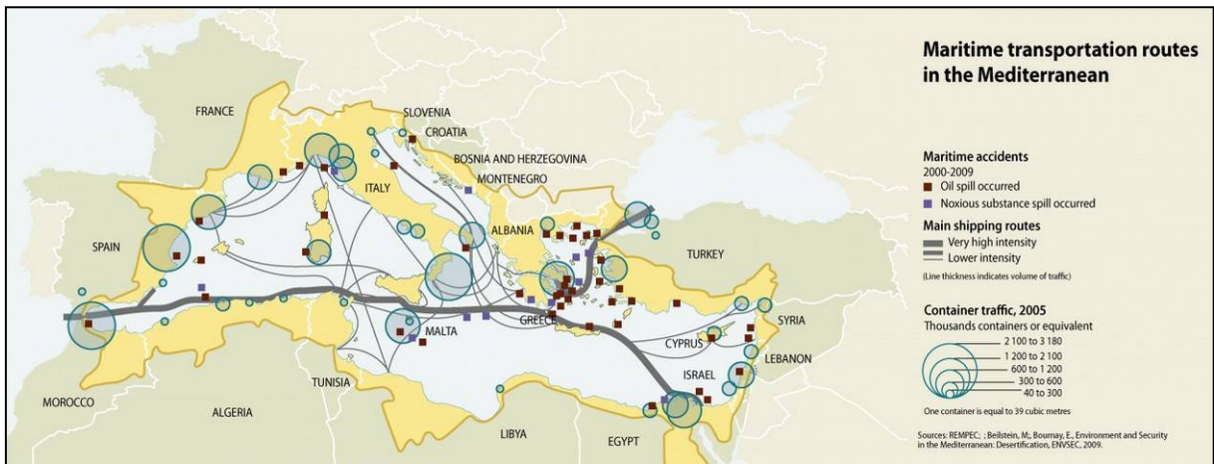 Maritime transportation routes
in the Mediterranean
FRANCE
SLOVENIA
CROATIA
BOSNIA AND HERZEGOVINA
MONTENEGRO
ITALY
ALBANIA
SPAIN
TURKEY
GREECE
MALTA
CYPRUS
SYRIA
LEBANON
ISRAEL
TUNISIA
MOROCCO
ALGERIA
LIBYA
EGYPT
Maritime accidents
2000-2009
Oil spill occurred
Noxious substance spill occurred
Main shipping routes
Very high intensity
Lower intensity
(Line thickness indicates volume of traffic)
Container traffic, 2005
Thousands containers or equivalent
2 100 to 3 180
1 200 to 2 100
600 to 1 200
300 to 600
40 to 300
One container is equal to 39 cubic metres
Sources: REMPEC; ; Beilstein, M;, Bournay, E., Environment and Security
in the Mediterranean: Desertification, ENVSEC, 2009.